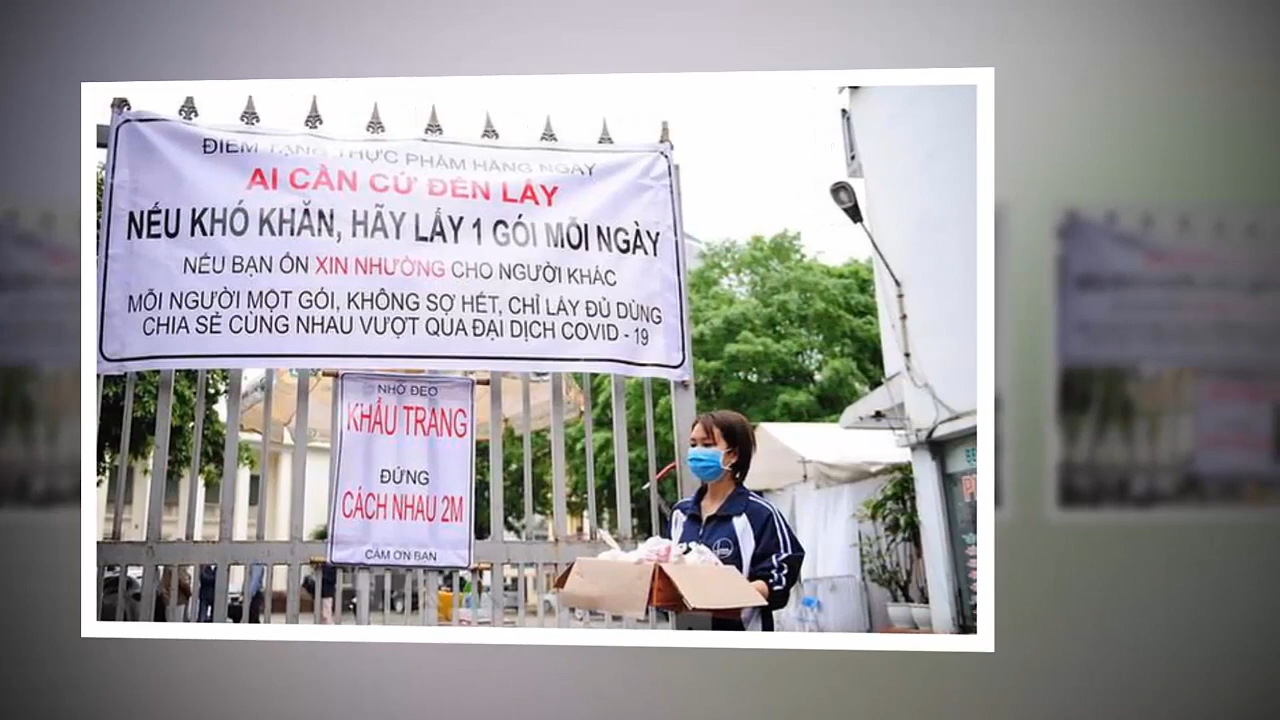 ĐIỂM TẶNG THỰC PHẨM HÀNG NGÀY
AI CẦN CỨ ĐẾN LẤY
NẾU KHÓ KHĂN, HÃY LẤY 1 GÓI MỖI NGÀY
NẾU BẠN ỔN XIN NHƯỜNG CHO NGƯỜI KHÁC
MỖI NGƯỜI MỘT GÓI, KHÔNG SỢ HẾT, CHỈ LẤY ĐỦ DÙNG
CHIA SẺ CÙNG NHAU VƯỢT QUA ĐẠI DỊCH COVID - 19
NHỚ ĐEO
KHẨU TRANG
ĐỨNG
CÁCH NHAU 2M
CẢM ƠN BẠN